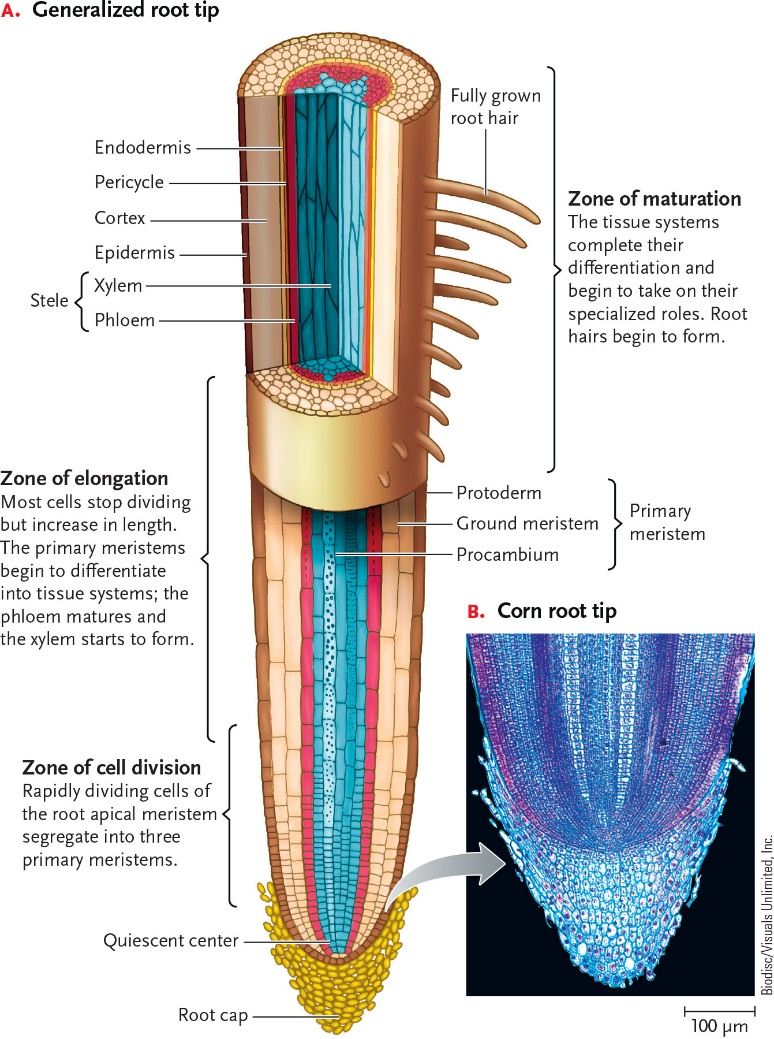 A. Generalized root tip
Fully grown
root hair
Endodermis
Pericycle
Cortex
Epidermis
Stele
Xylem
Phloem
Zone of maturation
The tissue systems
complete their
differentiation and
begin to take on their
specialized roles. Root
hairs begin to form.
Zone of elongation
Most cells stop dividing
but increase in length.
The primary meristems
begin to differentiate
into tissue systems; the
phloem matures and
the xylem starts to form.
Protoderm
Ground meristem
Procambium
Primary
meristem
B. Corn root tip
Zone of cell division
Rapidly dividing cells of
the root apical meristem
segregate into three
primary meristems.
Quiescent center
Root cap
Biodisc/Visuals Unlimited, Inc.
100 μm